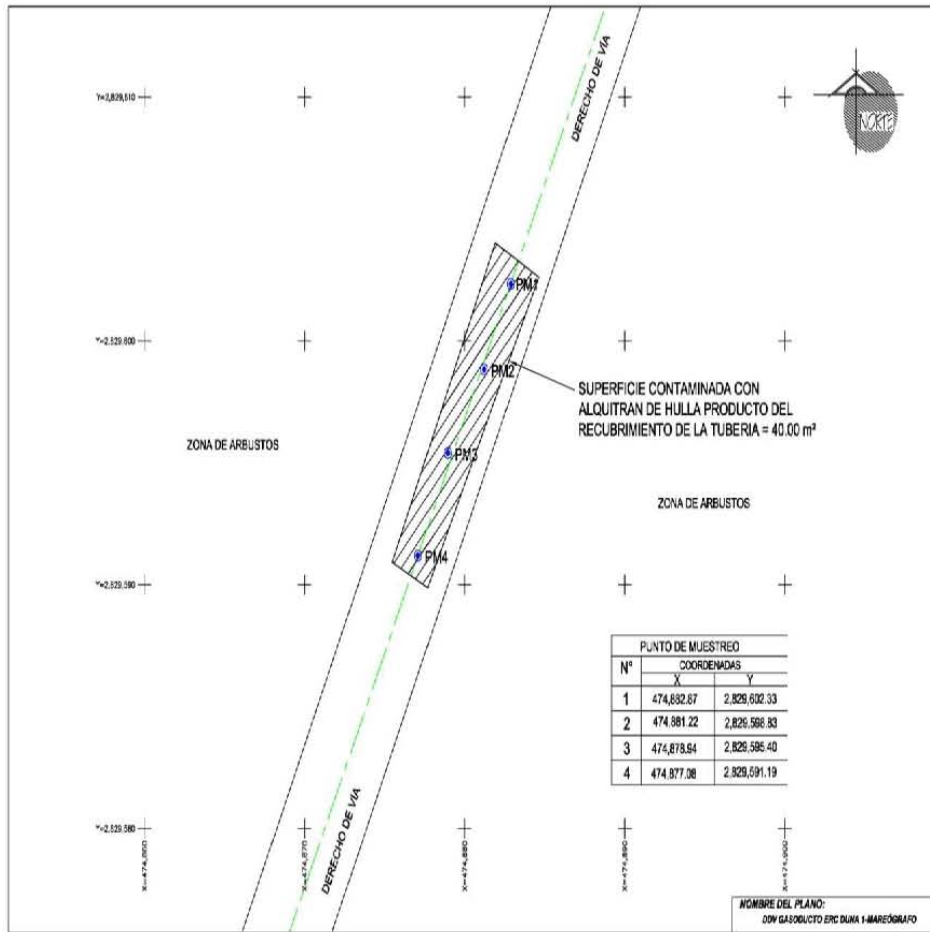 DERECHO DE VÍA
NORTE
Y=2,829,610
Y=2,829,600
PM1
PM2
SUPERFICIE CONTAMINADA CON
ALQUITRAN DE HULLA PRODUCTO DEL
RECUBRIMIENTO DE LA TUBERIA = 40.00 m²
ZONA DE ARBUSTOS
PM3
ZONA DE ARBUSTOS
PM4
Y=2,829,590
PUNTO DE MUESTREO
N° COORDENADAS
X Y
1 474,882.87 2,829,602.33
2 474,881.22 2,829,598.83
3 474,878.94 2,829,595.40
4 474,877.08 2,829,591.19
Y=2,829,580
DERECHO DE VÍA
X=474,860
X=474,870
X=474,880
X=474,890
X=474,900
NOMBRE DEL PLANO:
DDV GASODUCTO ERC DUNA 1-MAREÓGRAFO